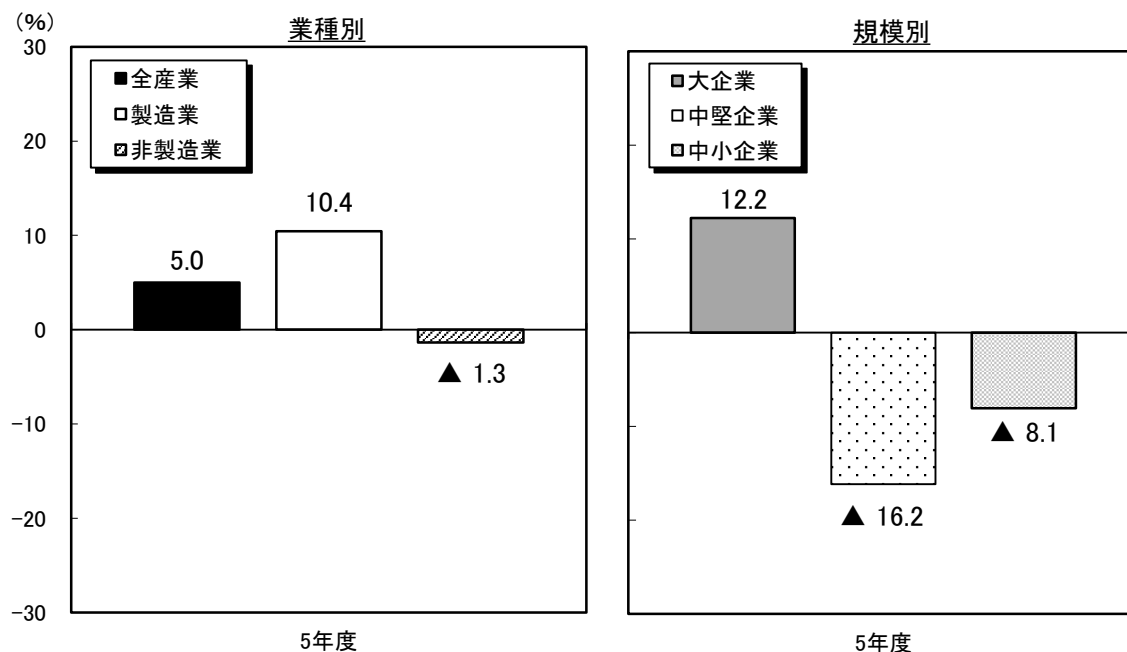 (%)
業種別
30
20
10
0
-10
-20
-30
全産業
製造業
非製造業
5.0
10.4
▲ 1.3
5年度
規模別
大企業
中堅企業
中小企業
12.2
▲ 16.2
▲ 8.1
5年度